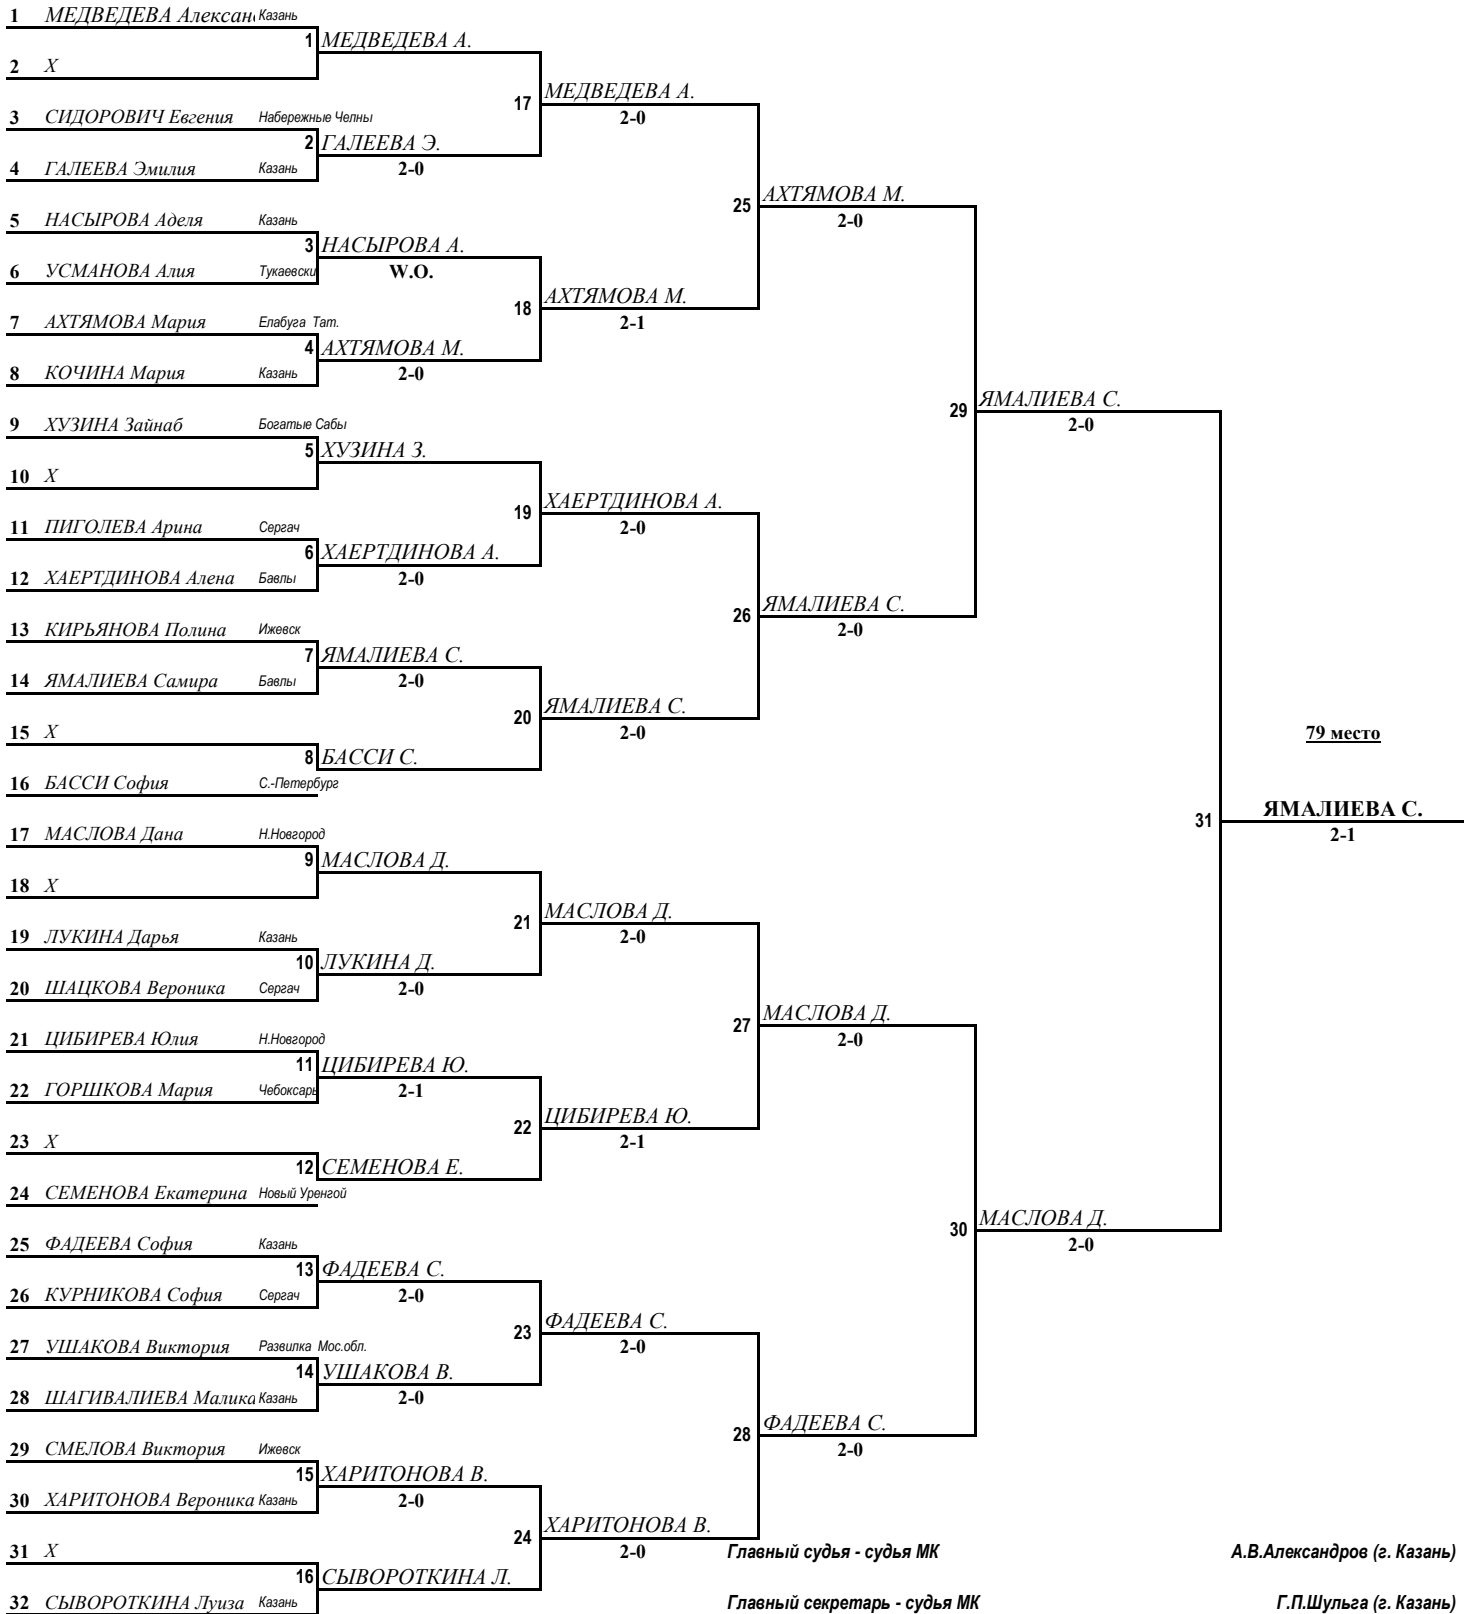 1 МЕДВЕДЕВА Алексан Казань
1 МЕДВЕДЕВА А.
2 X
17 МЕДВЕДЕВА А.
2-0
3 СИДОРОВИЧ Евгения Набережные Челны
2 ГАЛЕЕВА Э.
4 ГАЛЕЕВА Эмилия Казань 2-0
25 АХТЯМОВА М.
2-0
5 НАСЫРОВА Аделя Казань
3 НАСЫРОВА А.
6 УСМАНОВА Алия Тукаевски W.O.
18 АХТЯМОВА М.
2-1
7 АХТЯМОВА Мария Елабуга Тат.
4 АХТЯМОВА М.
8 КОЧИНА Мария Казань 2-0
29 ЯМАЛИЕВА С.
2-0
9 ХУЗИНА Зайнаб Богатые Сабы
5 ХУЗИНА З.
10 X
19 ХАЕРТДИНОВА А.
2-0
11 ПИГОЛЕВА Арина Сергач
6 ХАЕРТДИНОВА А.
12 ХАЕРТДИНОВА Алена Бавлы 2-0
26 ЯМАЛИЕВА С.
2-0
13 КИРЬЯНОВА Полина Ижевск
7 ЯМАЛИЕВА С.
14 ЯМАЛИЕВА Самира Бавлы 2-0
20 ЯМАЛИЕВА С.
2-0
15 X
79 место
8 БАССИ С.
16 БАССИ София С.-Петербург
31 ЯМАЛИЕВА С.
2-1
17 МАСЛОВА Дана Н.Новгород
9 МАСЛОВА Д.
18 X
21 МАСЛОВА Д.
2-0
19 ЛУКИНА Дарья Казань
10 ЛУКИНА Д.
20 ШАЦКОВА Вероника Сергач 2-0
27 МАСЛОВА Д.
2-0
21 ЦИБИРЕВА Юлия Н.Новгород
11 ЦИБИРЕВА Ю.
22 ГОРШКОВА Мария Чебоксары 2-1
22 ЦИБИРЕВА Ю.
2-1
23 X
12 СЕМЕНОВА Е.
24 СЕМЕНОВА Екатерина Новый Уренгой
30 МАСЛОВА Д.
2-0
25 ФАДЕЕВА София Казань
13 ФАДЕЕВА С.
26 КУРНИКОВА София Сергач 2-0
23 ФАДЕЕВА С.
2-0
27 УШАКОВА Виктория Развилка Мос.обл.
14 УШАКОВА В.
28 ШАГИВАЛИЕВА Малика Казань 2-0
28 ФАДЕЕВА С.
2-0
29 СМЕЛОВА Виктория Ижевск
15 ХАРИТОНОВА В.
30 ХАРИТОНОВА Вероника Казань 2-0
24 ХАРИТОНОВА В.
2-0
31 X
Главный судья - судья МК А.В.Александров (г. Казань)
16 СЫВОРОТКИНА Л.
32 СЫВОРОТКИНА Луиза Казань
Главный секретарь - судья МК Г.П.Шульга (г. Казань)